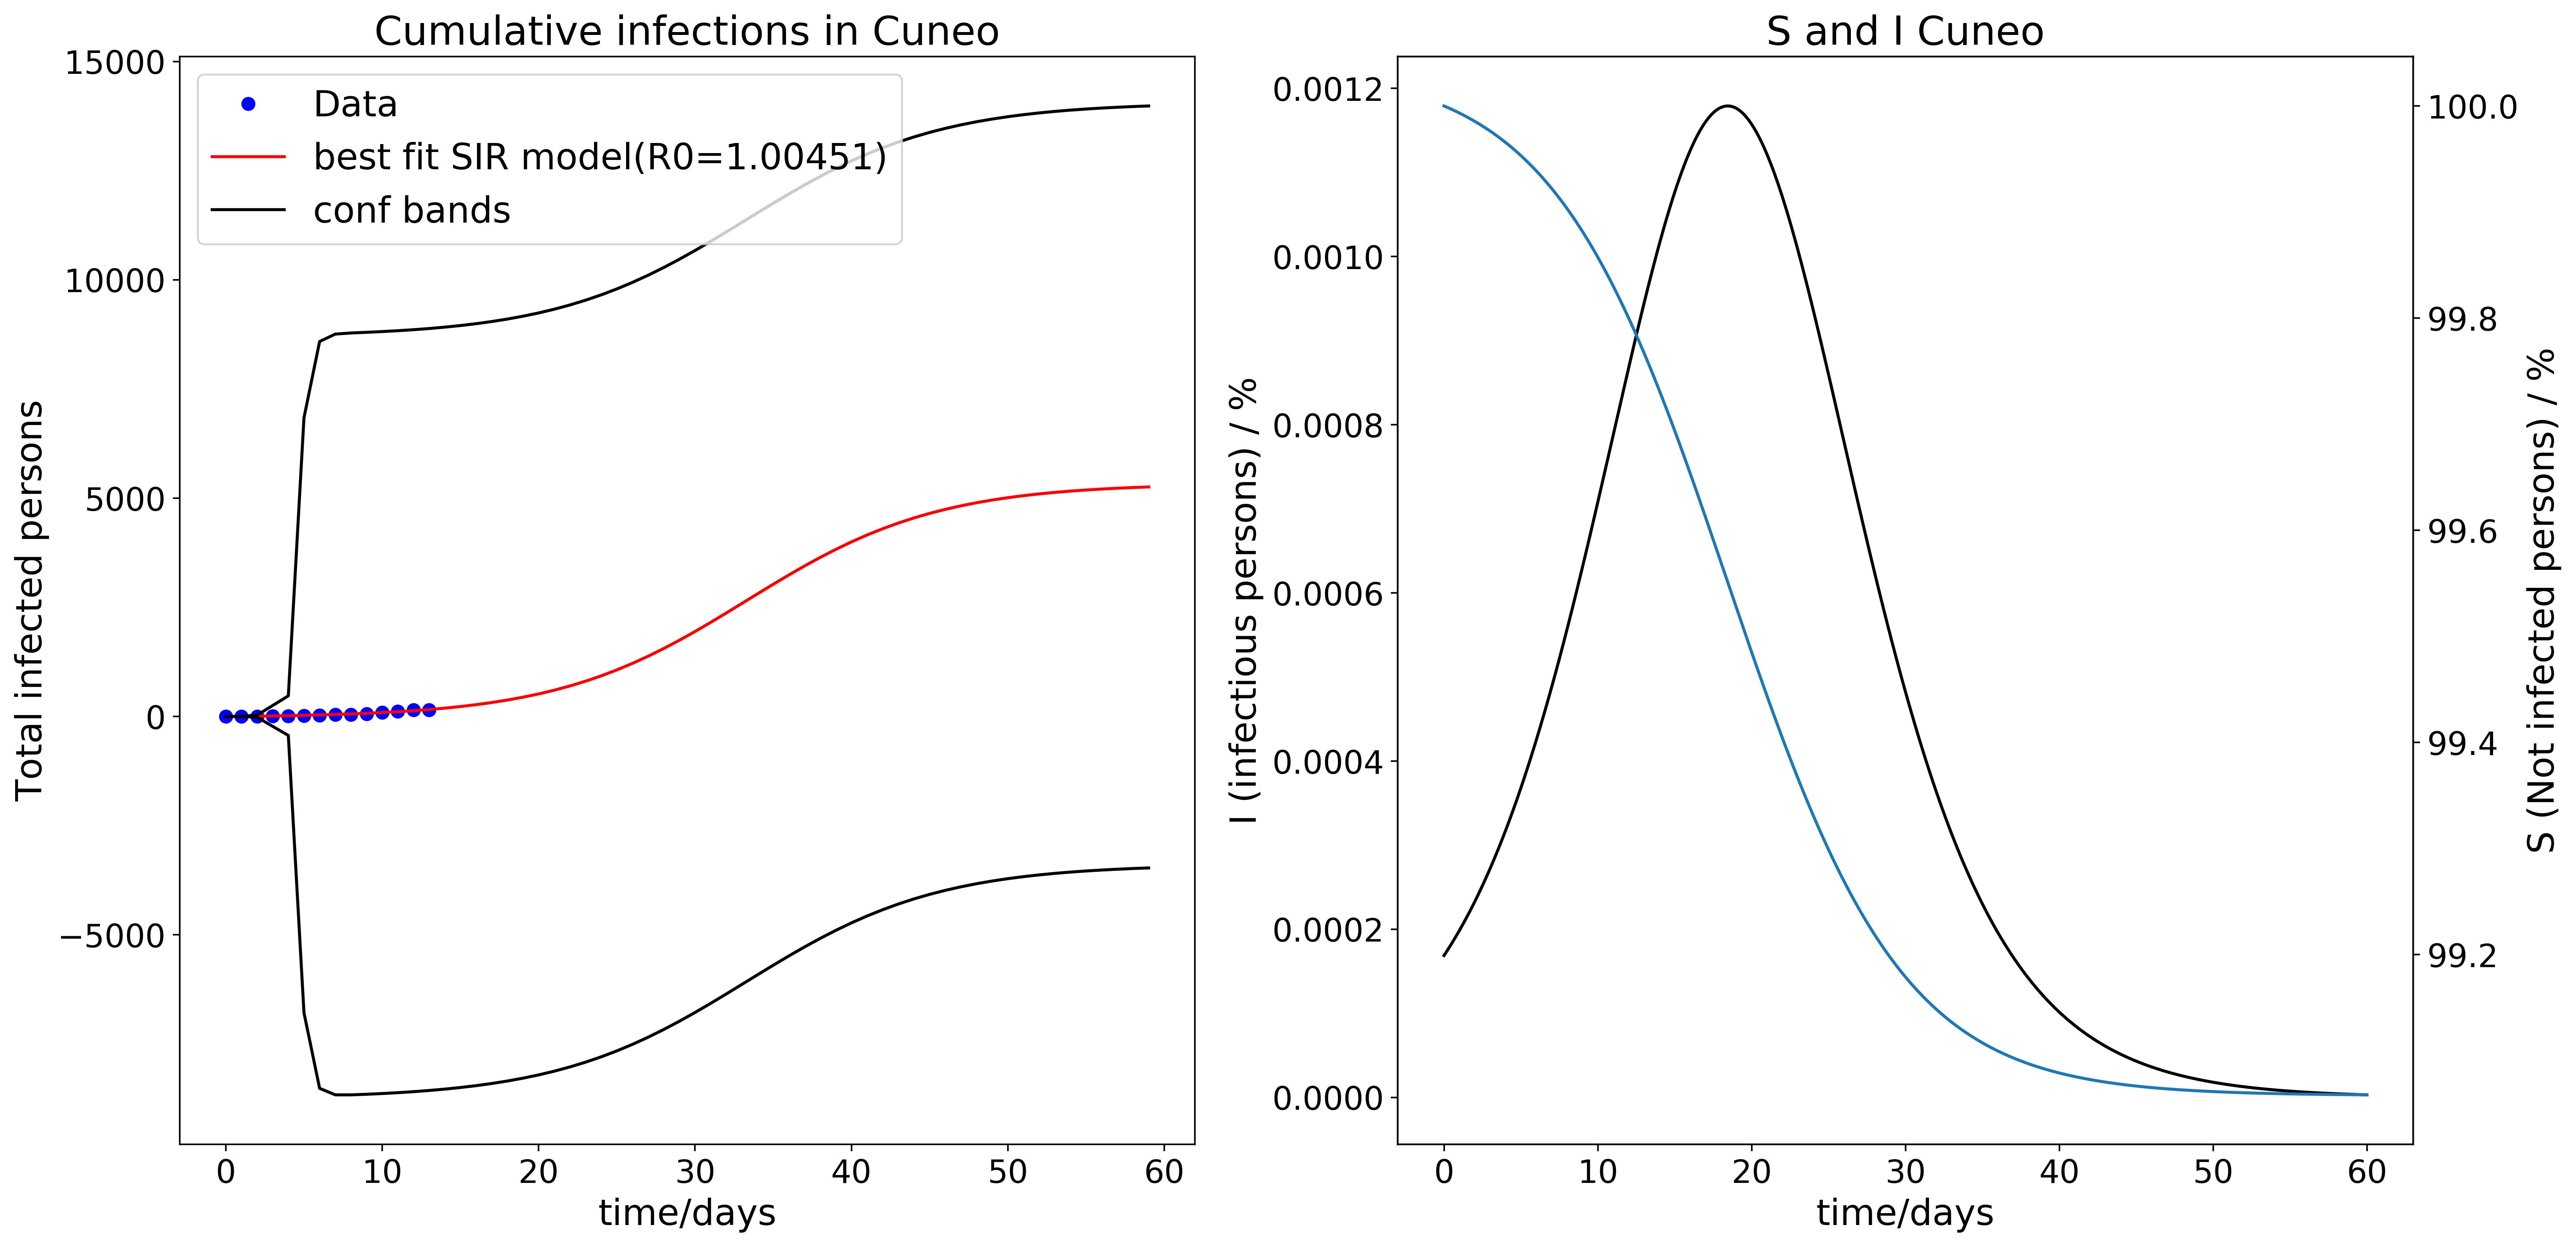 Cumulative infections in Cuneo
15000
10000
5000
0
−5000
Total infected persons
Data
best fit SIR model(R0=1.00451)
conf bands
0 10 20 30 40 50 60
time/days
S and I Cuneo
0.0012
0.0010
0.0008
0.0006
0.0004
0.0002
0.0000
I (infectious persons) / %
100.0
99.8
99.6
99.4
99.2
S (Not infected persons) / %
0 10 20 30 40 50 60
time/days